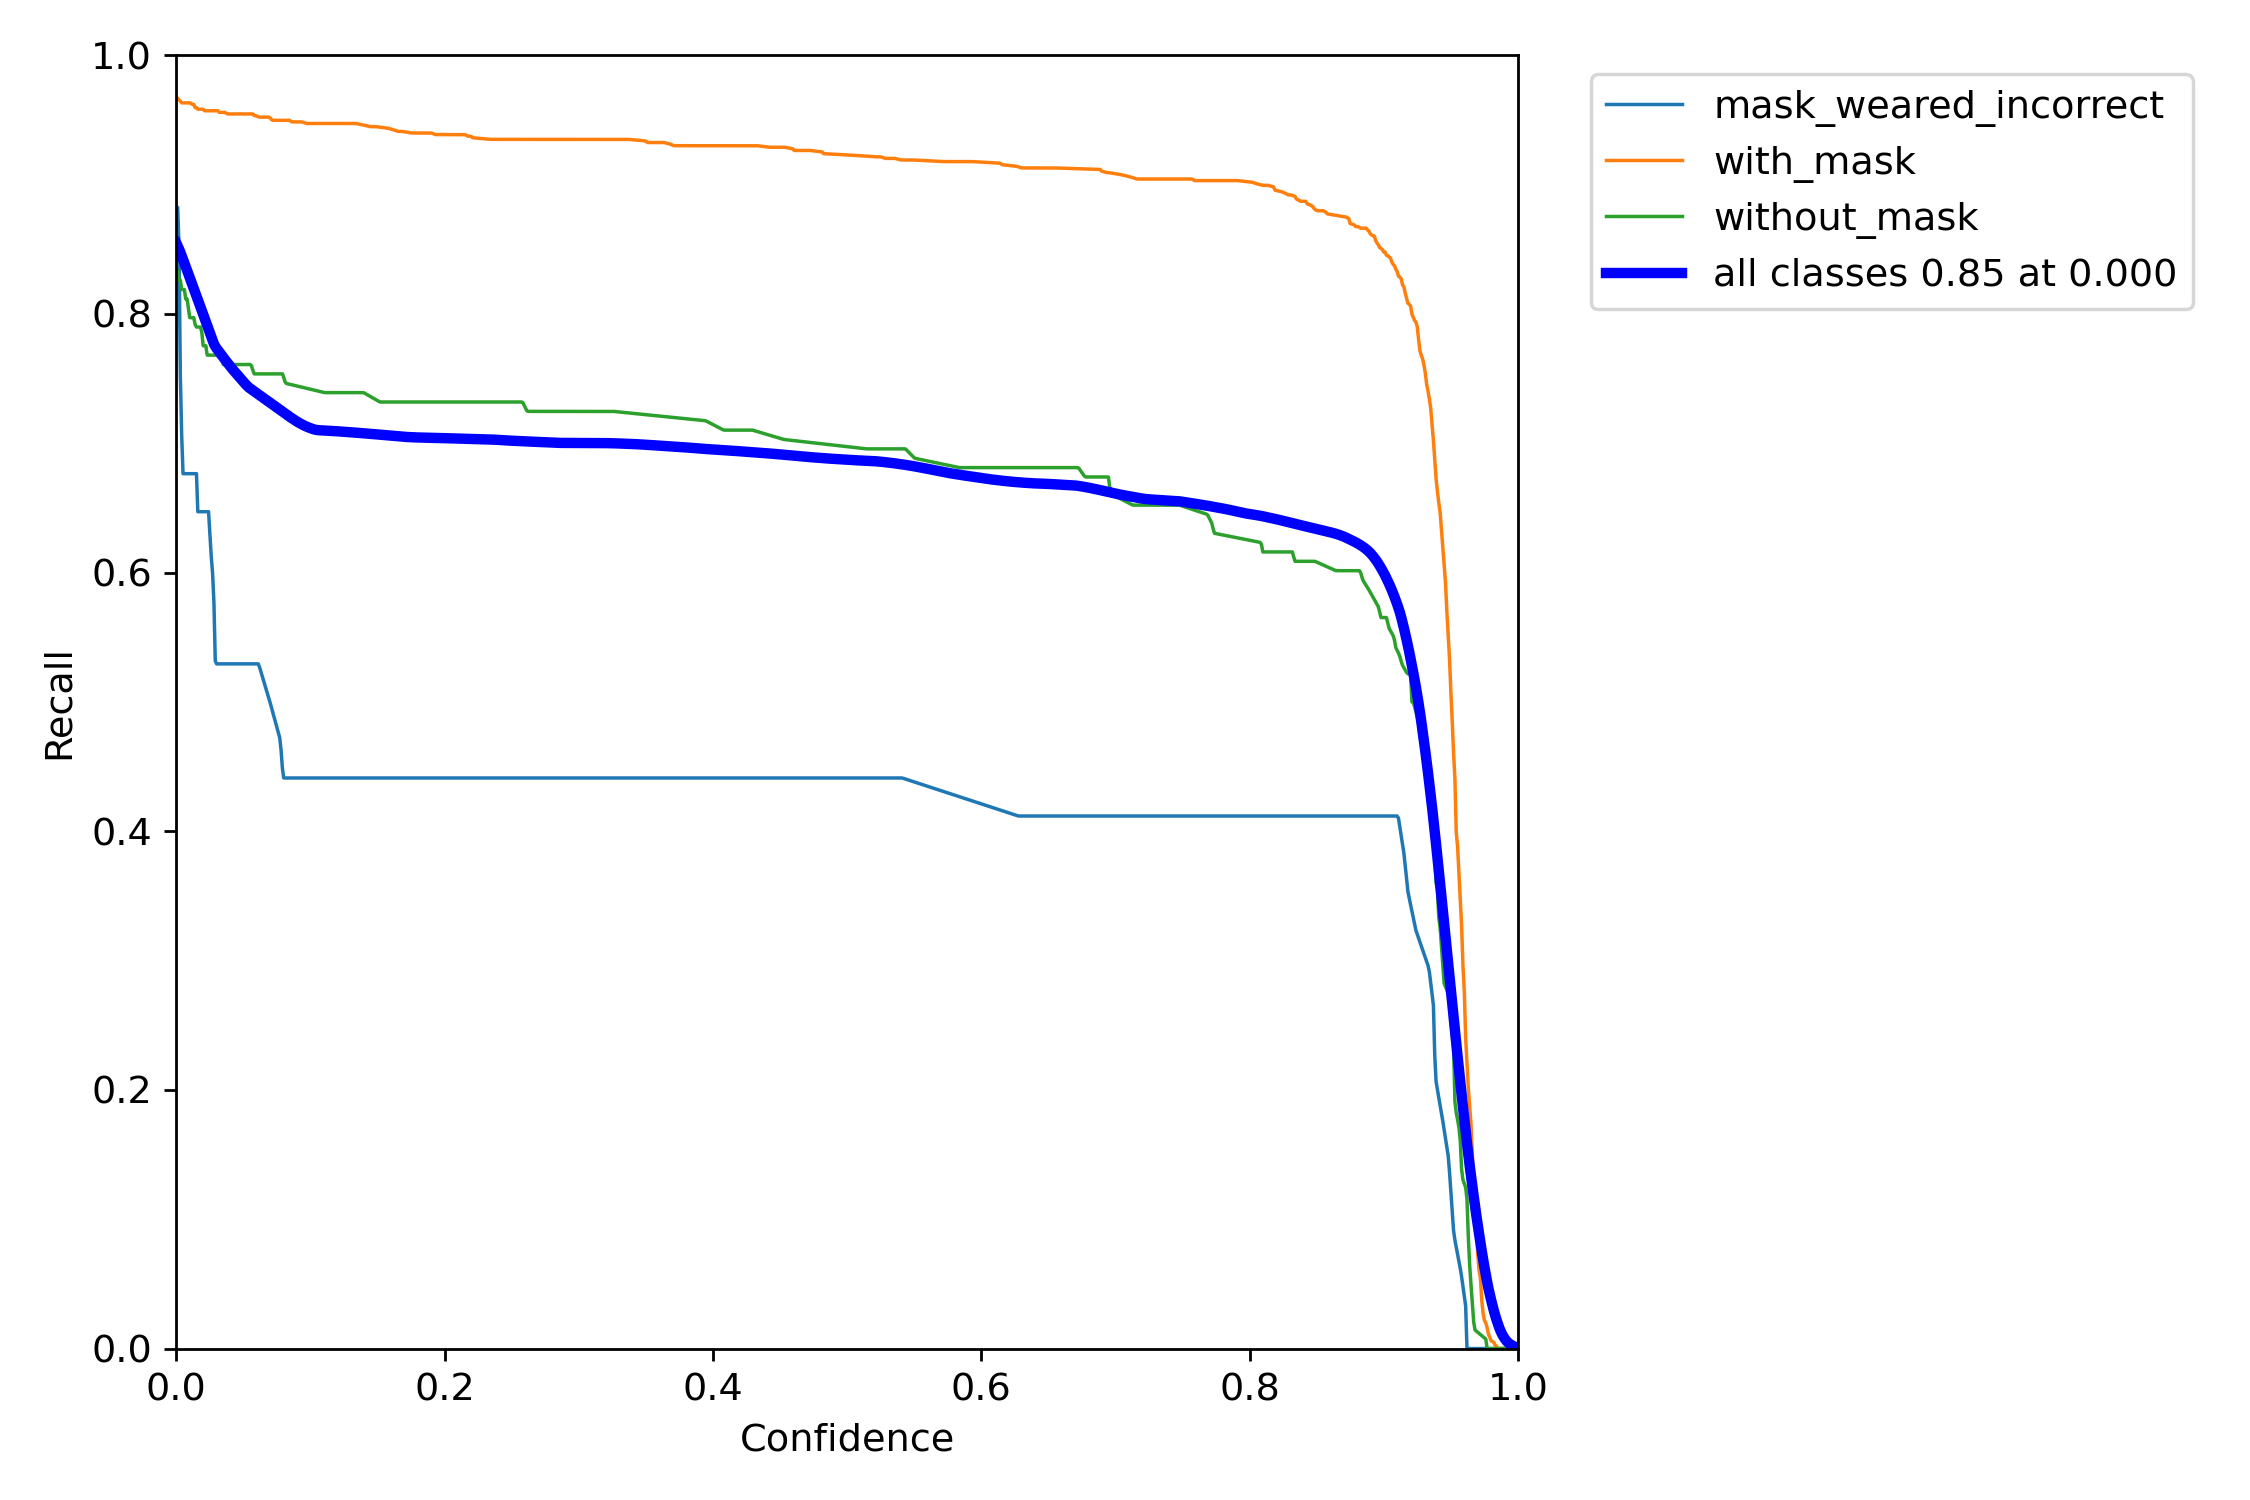 1.0
0.8
0.6
0.4
0.2
0.0
Recall
0.0 0.2 0.4 0.6 0.8 1.0
Confidence
mask_weared_incorrect
with_mask
without_mask
all classes 0.85 at 0.000